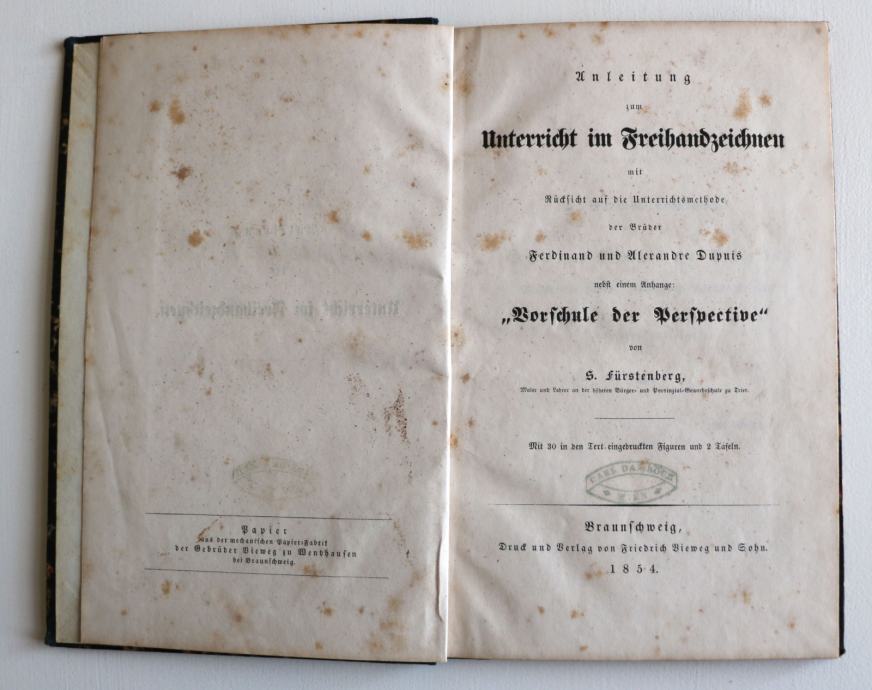 Papier
aus der mechanischen Papier-Fabrik
der Gebrüder Vieweg zu Wendhausen
bei Braunschweig.
Anleitung
zum
Unterricht im Freihandzeichnen
mit
Rücksicht auf die Unterrichtsmethode
der Brüder
Ferdinand und Alexandre Dupuis
nebst einem Anhange:
„Vorschule der Perspective“
von
S. Fürstenberg,
Maler und Lehrer an der höheren Bürger- und Provinzial-Gewerbschule zu Trier.
Mit 30 in den Text eingedruckten Figuren und 2 Tafeln.
CARL
Braunschweig,
Druck und Verlag von Friedrich Vieweg und Sohn.
1854.